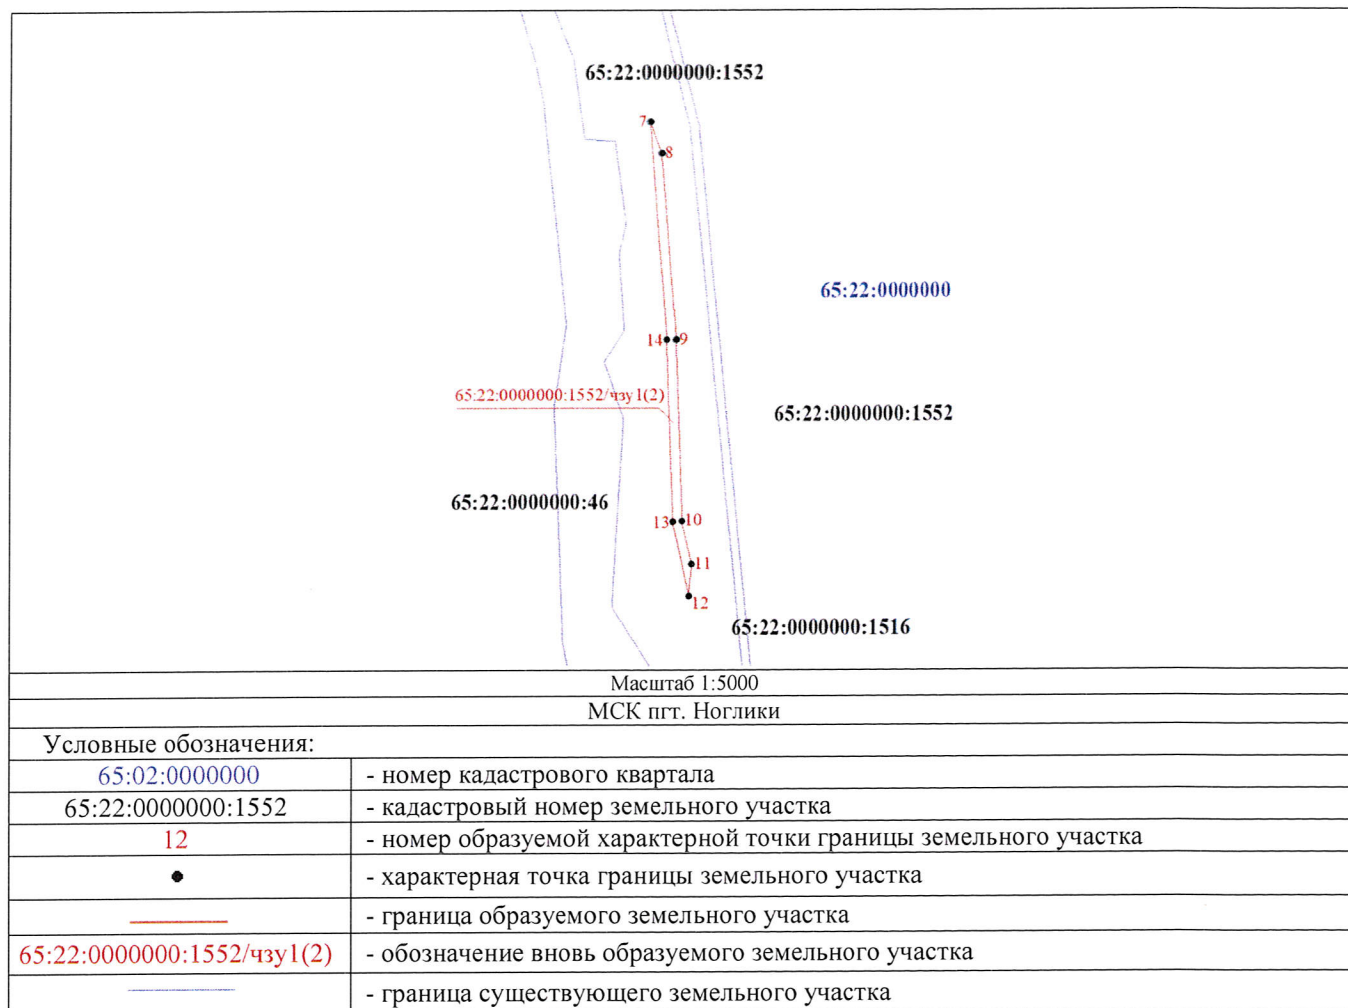 65:22:0000000:1552
7
8
65:22:0000000
14 9
65:22:0000000:1552/чзу1(2)
65:22:0000000:1552
65:22:0000000:46
13 10
11
12
65:22:0000000:1516
Масштаб 1:5000
МСК пгт. Ноглики
Условные обозначения:
65:02:0000000 - номер кадастрового квартала
65:22:0000000:1552 - кадастровый номер земельного участка
12 - номер образуемой характерной точки границы земельного участка
- характерная точка границы земельного участка
- граница образуемого земельного участка
65:22:0000000:1552/чзу1(2) - обозначение вновь образуемого земельного участка
- граница существующего земельного участка